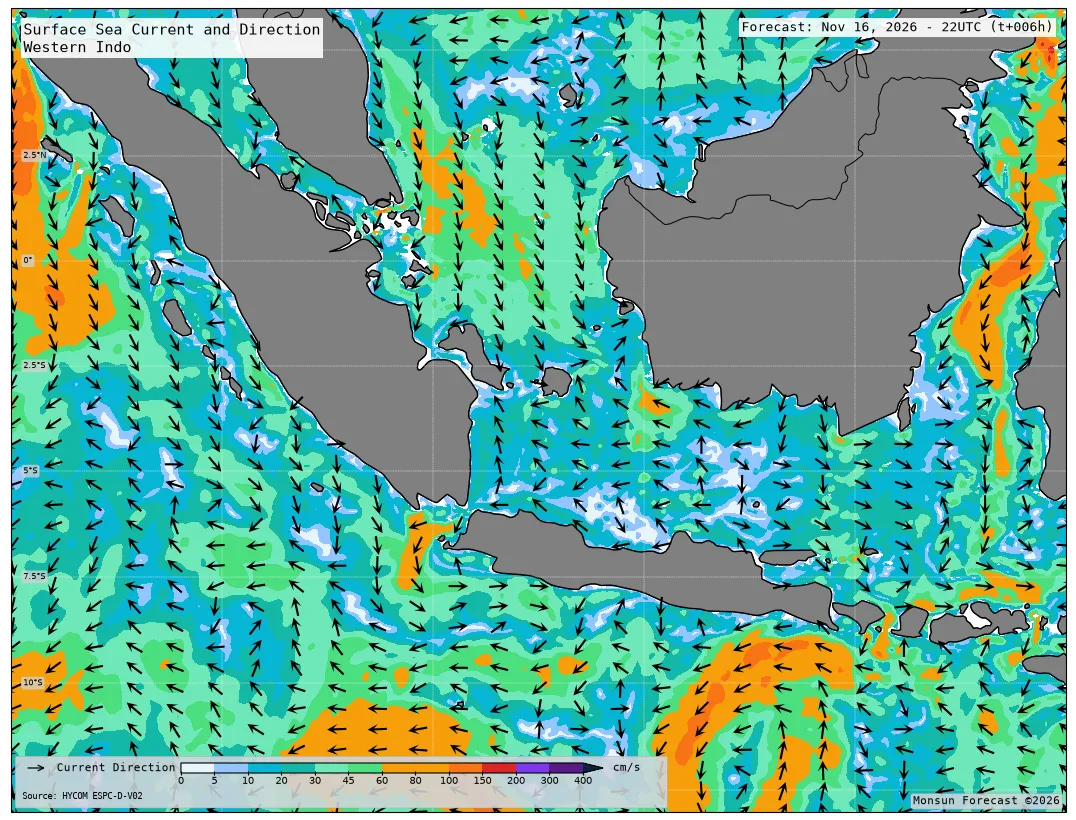 Surface Sea Current and Direction
Western Indo
Forecast: Nov 16, 2026 - 22UTC (t+006h)
2.5°N
0°
2.5°S
5°S
7.5°S
10°S
Current Direction
0 5 10 20 30 45 60 80 100 150 200 300 400 cm/s
Source: HYCOM ESPC-D-V02
Monsun Forecast ©2026